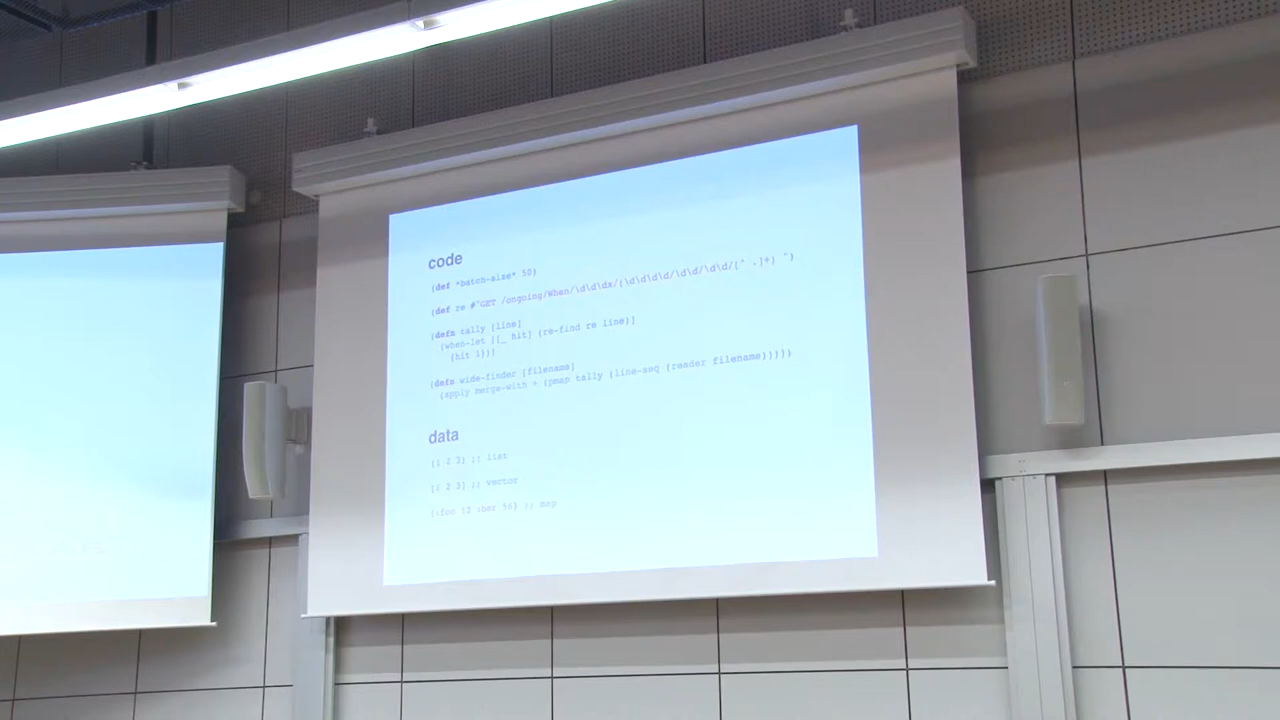 code
(def *batch-size* 50)
(def re #"GET /ongoing/When/\d\d\dx/(\d\d\d\d/\d\d/\d\d/[^ .]+) ")
(defn tally [line]
(when-let [[_ hit] (re-find re line)]
{hit 1}))
(defn wide-finder [filename]
(apply merge-with + (pmap tally (line-seq (reader filename)))))
data
(1 2 3) ;; list
[1 2 3] ;; vector
{:foo 12 :bar 56} ;; map